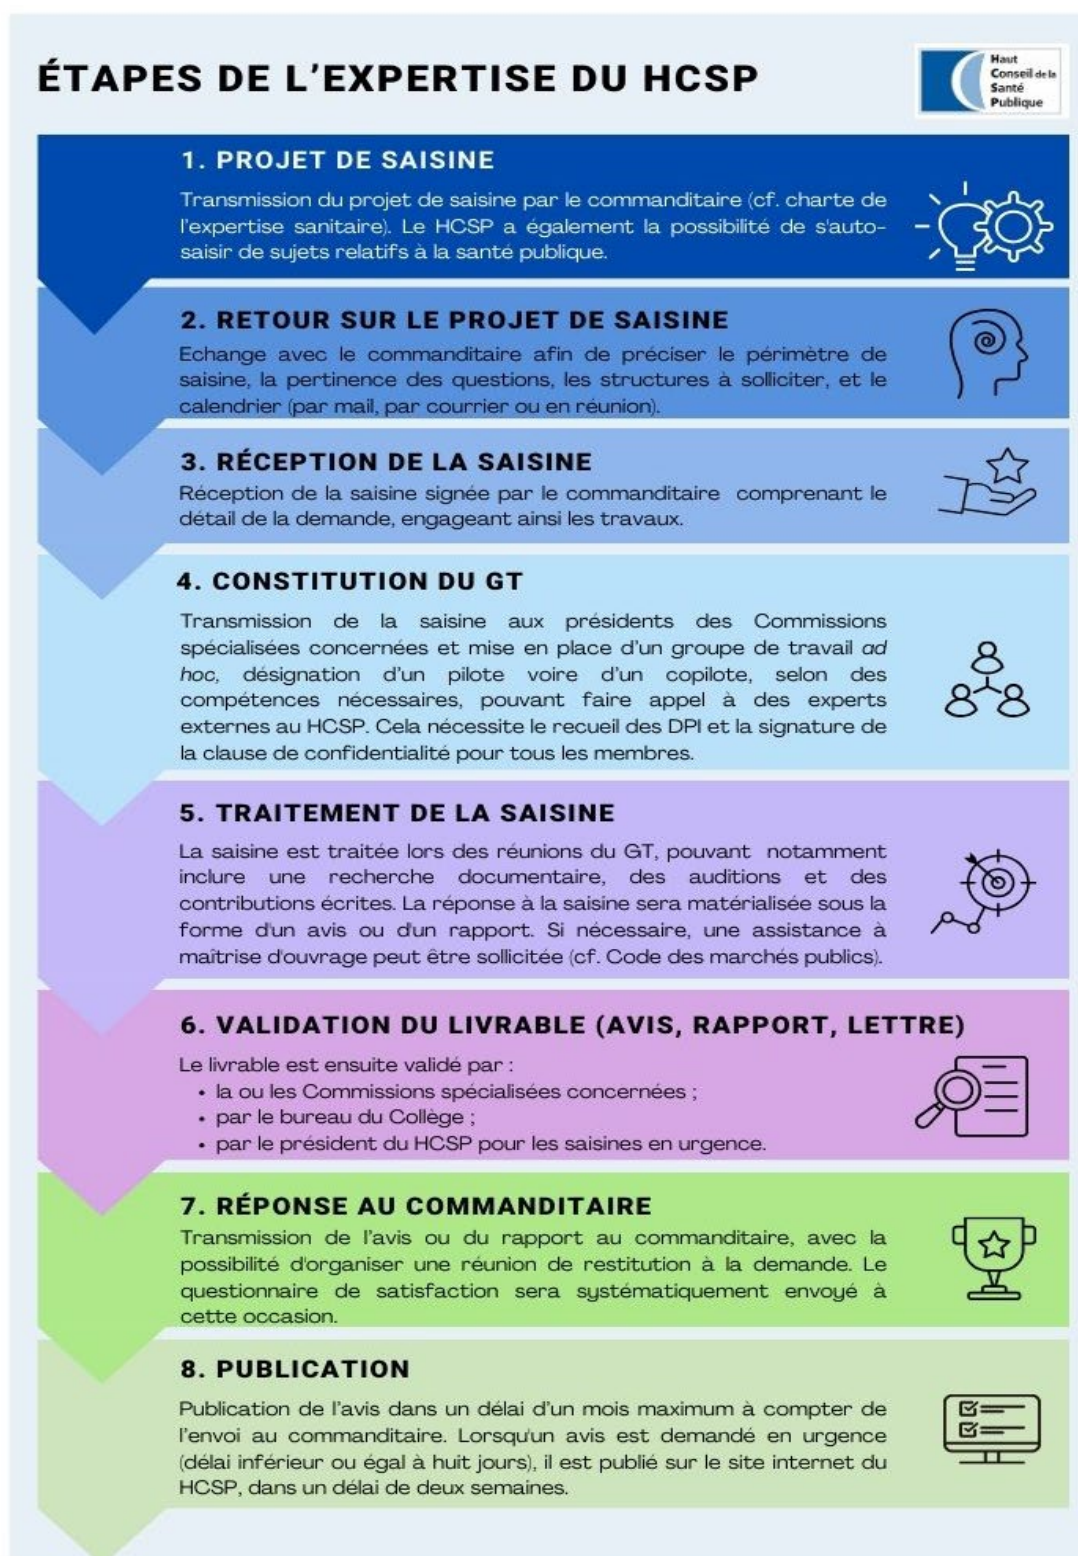 ÉTAPES DE L'EXPERTISE DU HCSP
Haut
Conseil de la
Santé
Publique
1. PROJET DE SAISINE
Transmission du projet de saisine par le commanditaire (cf. charte de
l'expertise sanitaire). Le HCSP a également la possibilité de s'auto-
saisir de sujets relatifs à la santé publique.
2. RETOUR SUR LE PROJET DE SAISINE
Echange avec le commanditaire afin de préciser le périmètre de
saisine, la pertinence des questions, les structures à solliciter, et le
calendrier (par mail, par courrier ou en réunion).
3. RÉCEPTION DE LA SAISINE
Réception de la saisine signée par le commanditaire comprenant le
détail de la demande, engageant ainsi les travaux.
4. CONSTITUTION DU GT
Transmission de la saisine aux présidents des Commissions
spécialisées concernées et mise en place d'un groupe de travail ad
hoc, désignation d'un pilote voire d'un copilote, selon des
compétences nécessaires, pouvant faire appel à des experts
externes au HCSP. Cela nécessite le recueil des DPI et la signature de
la clause de confidentialité pour tous les membres.
5. TRAITEMENT DE LA SAISINE
La saisine est traitée lors des réunions du GT, pouvant notamment
inclure une recherche documentaire, des auditions et des
contributions écrites. La réponse à la saisine sera matérialisée sous la
forme d'un avis ou d'un rapport. Si nécessaire, une assistance à
maîtrise d'ouvrage peut être sollicitée (cf. Code des marchés publics).
6. VALIDATION DU LIVRABLE (AVIS, RAPPORT, LETTRE)
Le livrable est ensuite validé par :
• la ou les Commissions spécialisées concernées ;
• par le bureau du Collège ;
• par le président du HCSP pour les saisines en urgence.
7. RÉPONSE AU COMMANDITAIRE
Transmission de l'avis ou du rapport au commanditaire, avec la
possibilité d'organiser une réunion de restitution à la demande. Le
questionnaire de satisfaction sera systématiquement envoyé à
cette occasion.
8. PUBLICATION
Publication de l'avis dans un délai d'un mois maximum à compter de
l'envoi au commanditaire. Lorsqu'un avis est demandé en urgence
(délai inférieur ou égal à huit jours), il est publié sur le site internet du
HCSP, dans un délai de deux semaines.